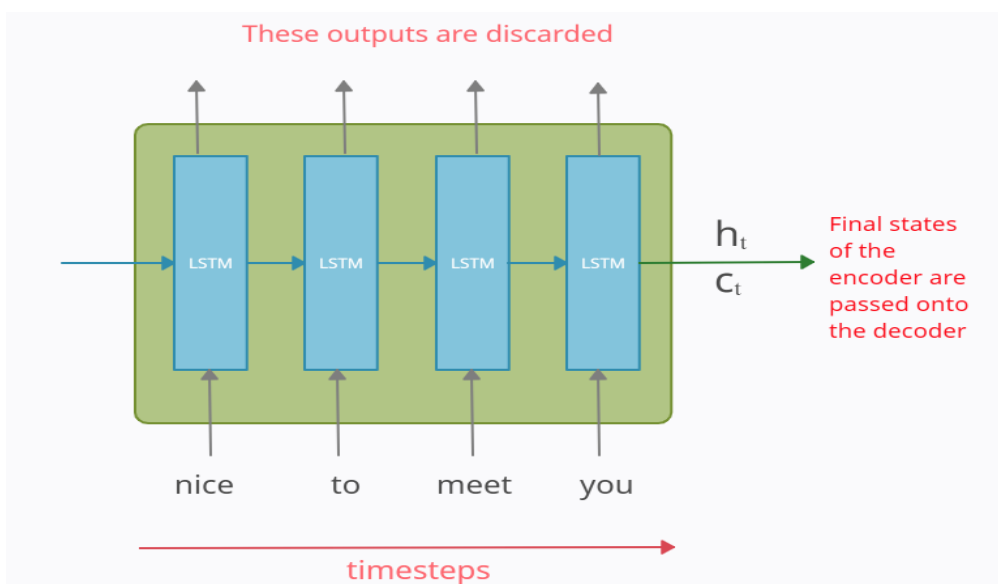 These outputs are discarded
LSTM LSTM LSTM LSTM
hₜ
cₜ
Final states
of the
encoder are
passed onto
the decoder
nice to meet you
timesteps